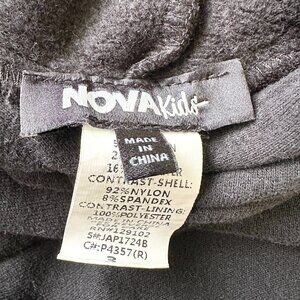 NOVAKids
MADE
IN
CHINA
CONTRAST-SHELL:
92%NYLON
8%SPANDEX
CONTRAST-LINING:
100%POLYESTER
RN#129102
S#:JAP1724B
C#:P4357(R)